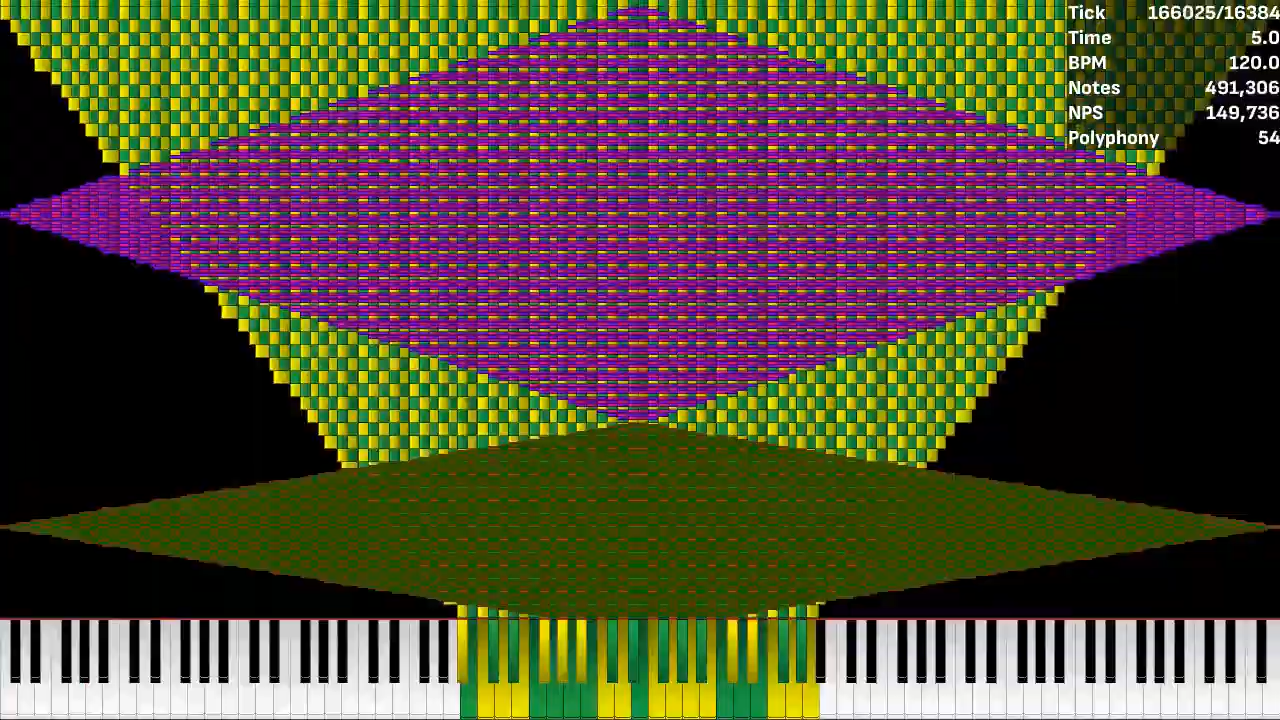 Tick 166025/16384
Time 5.0
BPM 120.0
Notes 491,306
NPS 149,736
Polyphony 54